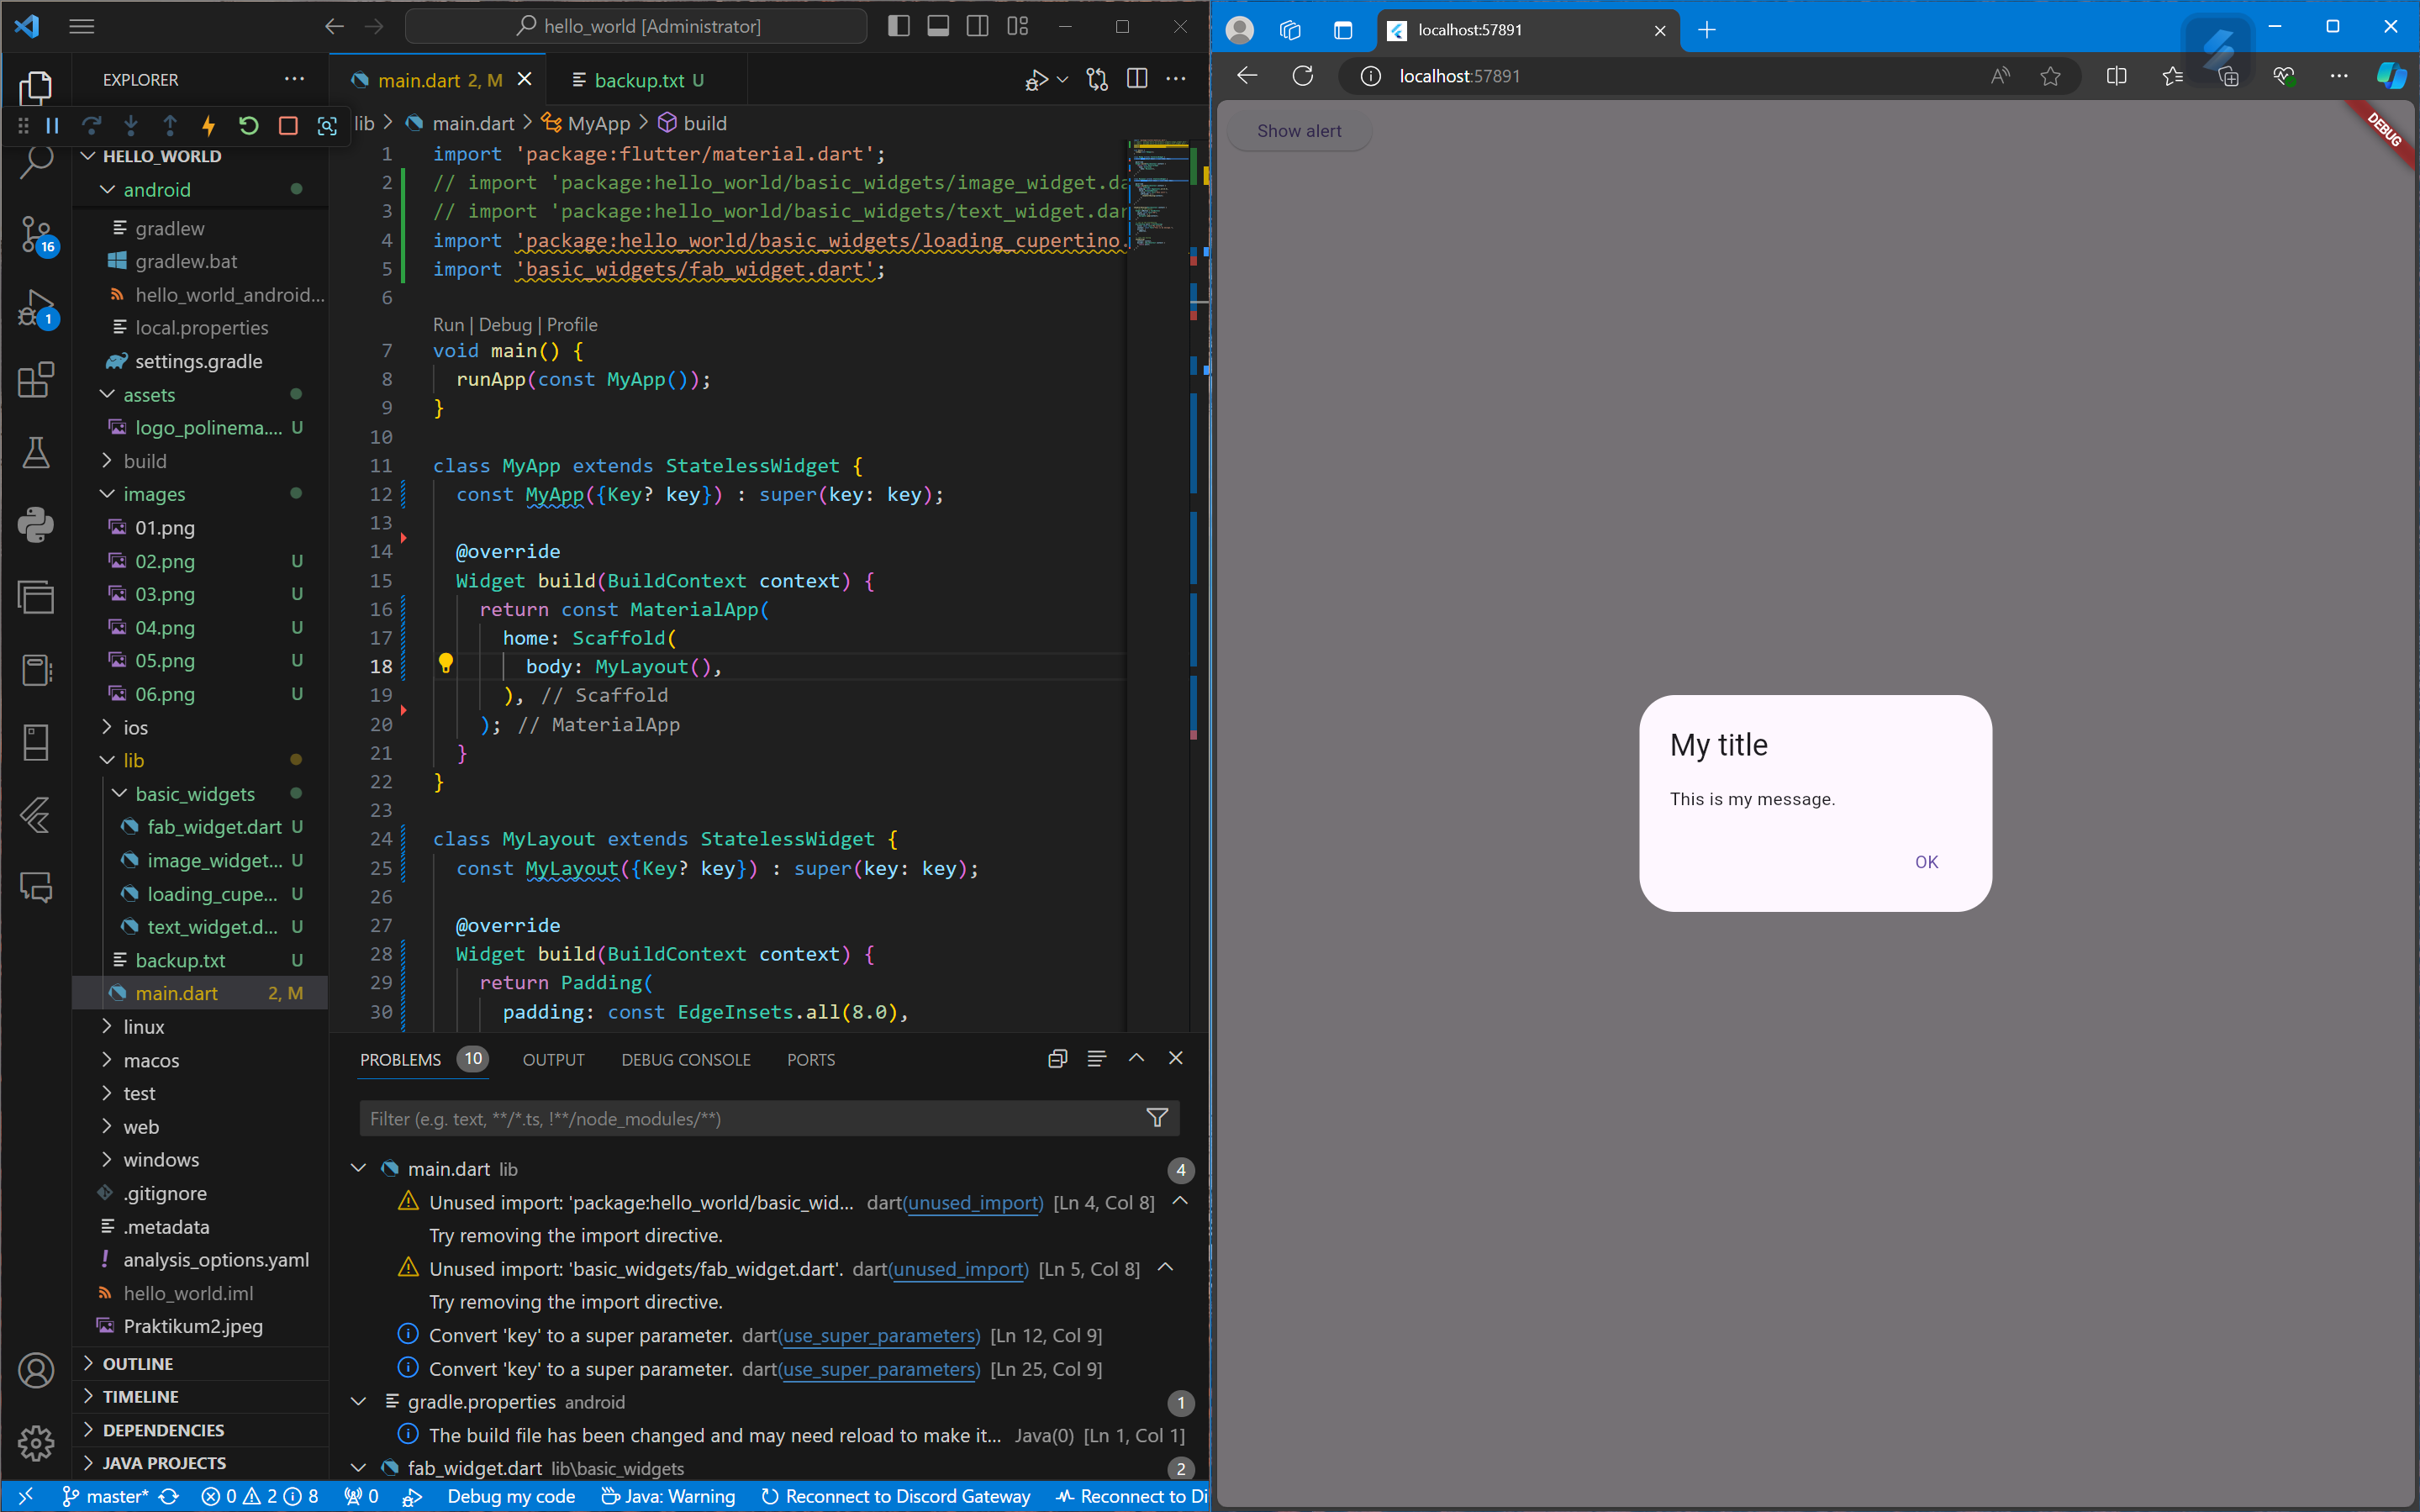 hello_world [Administrator]
EXPLORER
main.dart 2, M
backup.txt U
lib > main.dart > MyApp > build
HELLO_WORLD
android
gradlew
gradlew.bat
hello_world_android...
local.properties
settings.gradle
assets
logo_polinema.... U
build
images
01.png
02.png U
03.png U
04.png U
05.png U
06.png U
ios
lib
basic_widgets
fab_widget.dart U
image_widget... U
loading_cupe... U
text_widget.d... U
backup.txt U
main.dart 2, M
linux
macos
test
web
windows
.gitignore
.metadata
analysis_options.yaml
hello_world.iml
Praktikum2.jpeg
OUTLINE
TIMELINE
DEPENDENCIES
JAVA PROJECTS
16
1
1 import 'package:flutter/material.dart';
2 // import 'package:hello_world/basic_widgets/image_widget.da
3 // import 'package:hello_world/basic_widgets/text_widget.dar
4 import 'package:hello_world/basic_widgets/loading_cupertino.
5 import 'basic_widgets/fab_widget.dart';
6
Run | Debug | Profile
7 void main() {
8 runApp(const MyApp());
9 }
10
11 class MyApp extends StatelessWidget {
12 const MyApp({Key? key}) : super(key: key);
13
14 @override
15 Widget build(BuildContext context) {
16 return const MaterialApp(
17 home: Scaffold(
18 body: MyLayout(),
19 ), // Scaffold
20 ); // MaterialApp
21 }
22 }
23
24 class MyLayout extends StatelessWidget {
25 const MyLayout({Key? key}) : super(key: key);
26
27 @override
28 Widget build(BuildContext context) {
29 return Padding(
30 padding: const EdgeInsets.all(8.0),
PROBLEMS 10 OUTPUT DEBUG CONSOLE PORTS
Filter (e.g. text, **/*.ts, !**/node_modules/**)
main.dart lib 4
Unused import: 'package:hello_world/basic_wid... dart(unused_import) [Ln 4, Col 8]
Try removing the import directive.
Unused import: 'basic_widgets/fab_widget.dart'. dart(unused_import) [Ln 5, Col 8]
Try removing the import directive.
Convert 'key' to a super parameter. dart(use_super_parameters) [Ln 12, Col 9]
Convert 'key' to a super parameter. dart(use_super_parameters) [Ln 25, Col 9]
gradle.properties android 1
The build file has been changed and may need reload to make it... Java(0) [Ln 1, Col 1]
fab_widget.dart lib\basic_widgets 2
master* 0 2 8 0 Debug my code Java: Warning Reconnect to Discord Gateway Reconnect to Di
localhost:57891
localhost:57891
Show alert
DEBUG
My title
This is my message.
OK